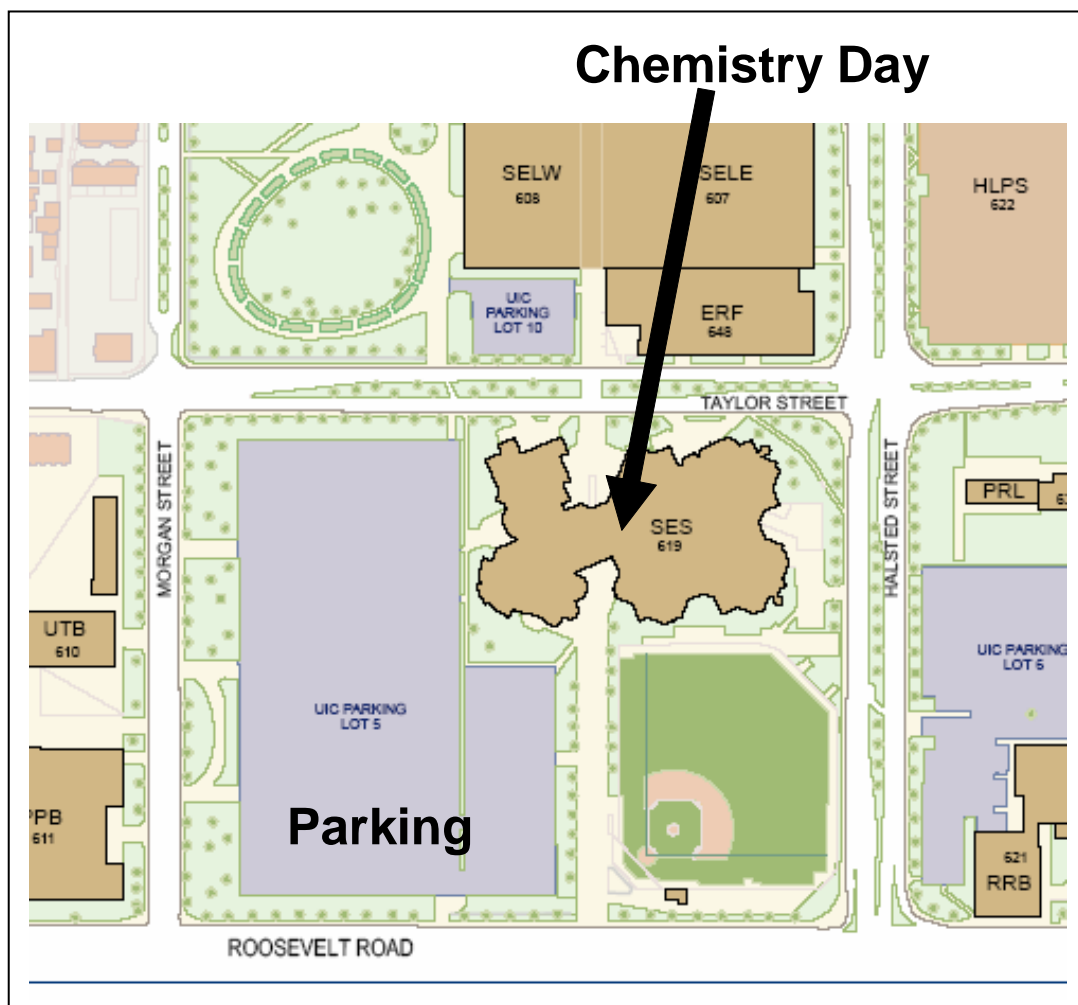 Chemistry Day
SELW
608
SELE
607
HLPS
622
UIC
PARKING
LOT 10
ERF
648
TAYLOR STREET
MORGAN STREET
HALSTED STREET
SES
619
PRL
UTB
610
UIC PARKING
LOT 6
UIC PARKING
LOT 5
Parking
PPB
611
621
RRB
ROOSEVELT ROAD